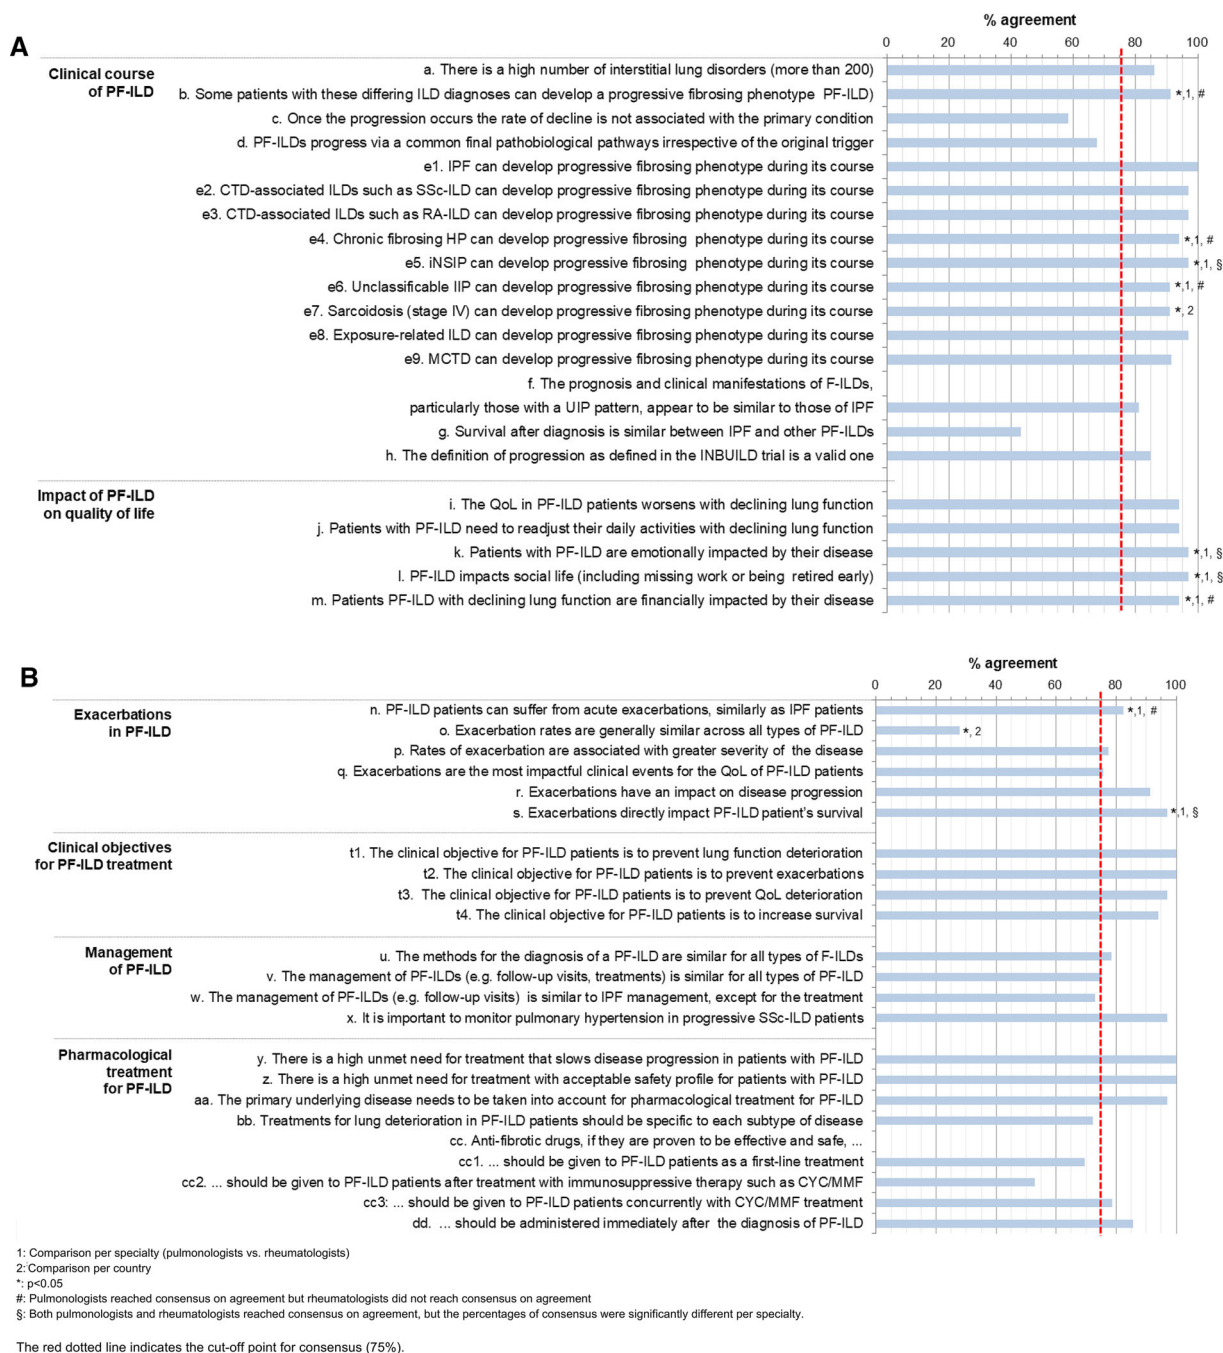 A
% agreement
0 20 40 60 80 100
Clinical course
of PF-ILD
a. There is a high number of interstitial lung disorders (more than 200)
b. Some patients with these differing ILD diagnoses can develop a progressive fibrosing phenotype PF-ILD) *,1, #
c. Once the progression occurs the rate of decline is not associated with the primary condition
d. PF-ILDs progress via a common final pathobiological pathways irrespective of the original trigger
e1. IPF can develop progressive fibrosing phenotype during its course
e2. CTD-associated ILDs such as SSc-ILD can develop progressive fibrosing phenotype during its course
e3. CTD-associated ILDs such as RA-ILD can develop progressive fibrosing phenotype during its course
e4. Chronic fibrosing HP can develop progressive fibrosing phenotype during its course *,1, #
e5. iNSIP can develop progressive fibrosing phenotype during its course *,1, §
e6. Unclassificable IIP can develop progressive fibrosing phenotype during its course *,1, #
e7. Sarcoidosis (stage IV) can develop progressive fibrosing phenotype during its course *, 2
e8. Exposure-related ILD can develop progressive fibrosing phenotype during its course
e9. MCTD can develop progressive fibrosing phenotype during its course
f. The prognosis and clinical manifestations of F-ILDs,
particularly those with a UIP pattern, appear to be similar to those of IPF
g. Survival after diagnosis is similar between IPF and other PF-ILDs
h. The definition of progression as defined in the INBUILD trial is a valid one
Impact of PF-ILD
on quality of life
i. The QoL in PF-ILD patients worsens with declining lung function
j. Patients with PF-ILD need to readjust their daily activities with declining lung function
k. Patients with PF-ILD are emotionally impacted by their disease *,1, §
l. PF-ILD impacts social life (including missing work or being retired early) *,1, §
m. Patients PF-ILD with declining lung function are financially impacted by their disease *,1, #
B
% agreement
0 20 40 60 80 100
Exacerbations
in PF-ILD
n. PF-ILD patients can suffer from acute exacerbations, similarly as IPF patients *,1, #
o. Exacerbation rates are generally similar across all types of PF-ILD *, 2
p. Rates of exacerbation are associated with greater severity of the disease
q. Exacerbations are the most impactful clinical events for the QoL of PF-ILD patients
r. Exacerbations have an impact on disease progression
s. Exacerbations directly impact PF-ILD patient's survival *,1, §
Clinical objectives
for PF-ILD treatment
t1. The clinical objective for PF-ILD patients is to prevent lung function deterioration
t2. The clinical objective for PF-ILD patients is to prevent exacerbations
t3. The clinical objective for PF-ILD patients is to prevent QoL deterioration
t4. The clinical objective for PF-ILD patients is to increase survival
Management
of PF-ILD
u. The methods for the diagnosis of a PF-ILD are similar for all types of F-ILDs
v. The management of PF-ILDs (e.g. follow-up visits, treatments) is similar for all types of PF-ILD
w. The management of PF-ILDs (e.g. follow-up visits) is similar to IPF management, except for the treatment
x. It is important to monitor pulmonary hypertension in progressive SSc-ILD patients
Pharmacological
treatment
for PF-ILD
y. There is a high unmet need for treatment that slows disease progression in patients with PF-ILD
z. There is a high unmet need for treatment with acceptable safety profile for patients with PF-ILD
aa. The primary underlying disease needs to be taken into account for pharmacological treatment for PF-ILD
bb. Treatments for lung deterioration in PF-ILD patients should be specific to each subtype of disease
cc. Anti-fibrotic drugs, if they are proven to be effective and safe, ...
cc1. ... should be given to PF-ILD patients as a first-line treatment
cc2. ... should be given to PF-ILD patients after treatment with immunosuppressive therapy such as CYC/MMF
cc3: ... should be given to PF-ILD patients concurrently with CYC/MMF treatment
dd. ... should be administered immediately after the diagnosis of PF-ILD
1: Comparison per specialty (pulmonologists vs. rheumatologists)
2: Comparison per country
*: p<0.05
#: Pulmonologists reached consensus on agreement but rheumatologists did not reach consensus on agreement
§: Both pulmonologists and rheumatologists reached consensus on agreement, but the percentages of consensus were significantly different per specialty.
The red dotted line indicates the cut-off point for consensus (75%).